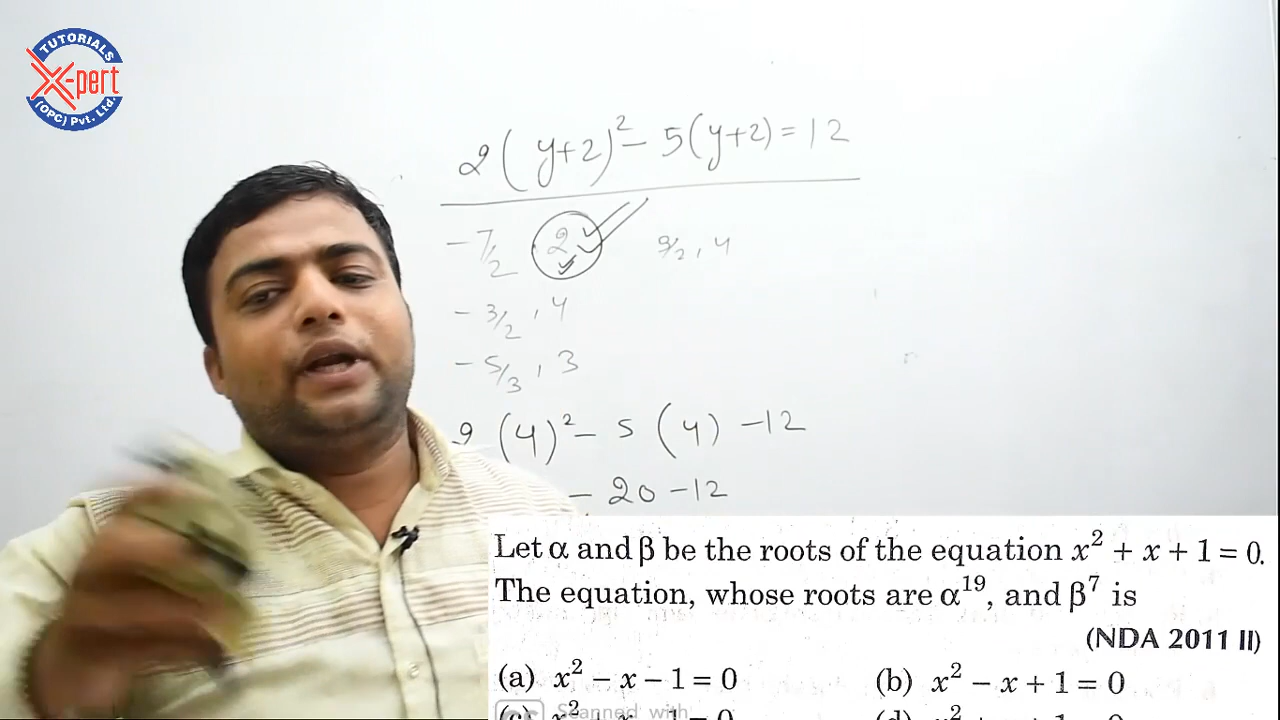 TUTORIALS
X-pert
(OPC) Pvt. Ltd.
2(y+2)² - 5(y+2) = 12
-7/2 2 9/2, 4
-3/2, 4
-5/3, 3
2(4)² - 5(4) - 12
- 20 - 12
Let α and β be the roots of the equation x² + x + 1 = 0.
The equation, whose roots are α¹⁹, and β⁷ is
(NDA 2011 II)
(a) x² - x - 1 = 0 (b) x² - x + 1 = 0
Scanned with